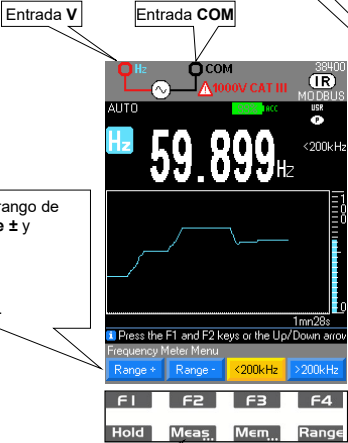 Entrada V
Entrada COM
Hz
COM
38400
IR
1000V CAT III
MODBUS
AUTO
ACC
USR
P
Hz
59.899Hz
<200kHz
rango de
e ± y
1mn28s
Press the F1 and F2 keys or the Up/Down arrow
Frequency Meter Menu
Range +
Range -
<200kHz
>200kHz
F1
F2
F3
F4
Hold
Meas...
Mem...
Range